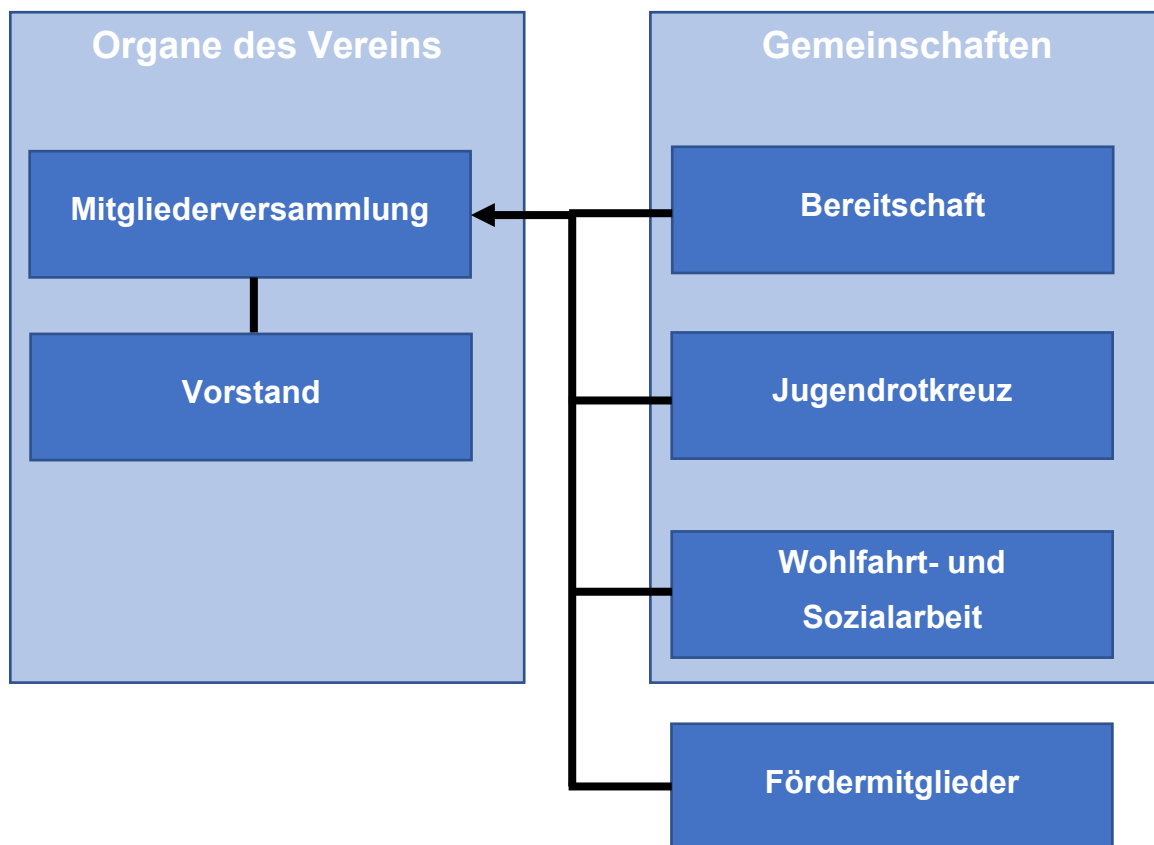 Organe des Vereins
Mitgliederversammlung
Vorstand
Gemeinschaften
Bereitschaft
Jugendrotkreuz
Wohlfahrt- und
Sozialarbeit
Fördermitglieder